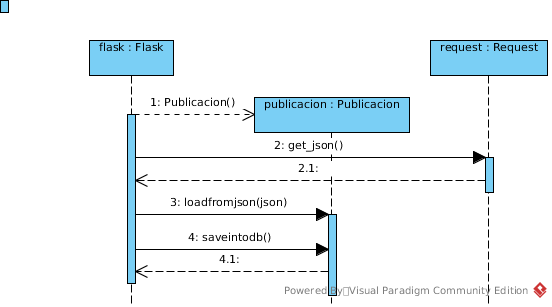 flask : Flask
request : Request
1: Publicacion()
publicacion : Publicacion
2: get_json()
2.1:
3: loadfromjson(json)
4: saveintodb()
4.1:
Powered By Visual Paradigm Community Edition